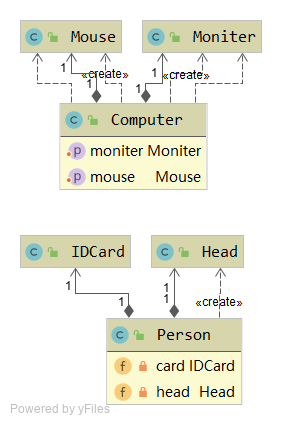 C Mouse
C Moniter
1
«create»
1
«create»
1
1
C Computer
p moniter Moniter
p mouse Mouse
C IDCard
C Head
1
1
«create»
1
1
C Person
f card IDCard
f head Head
Powered by yFiles